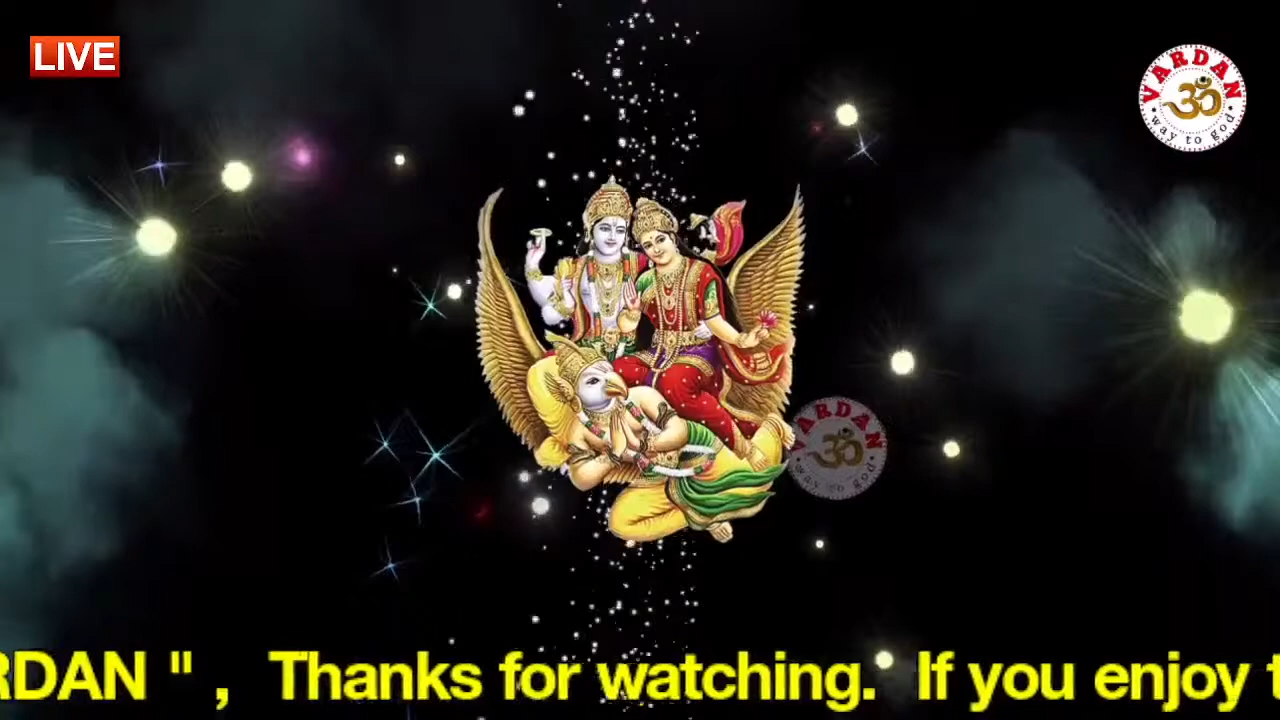 LIVE
VARDAN
ॐ
way to god
VARDAN
ॐ
way to god
RDAN " , Thanks for watching. If you enjoy t